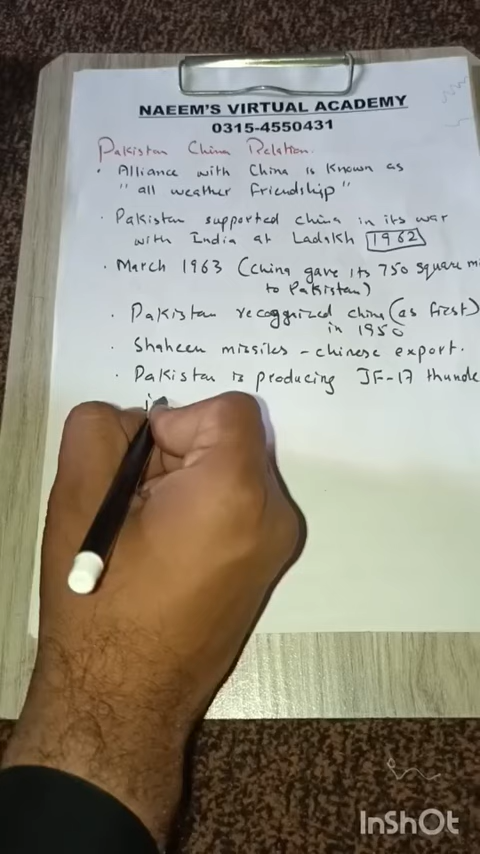 NAEEM'S VIRTUAL ACADEMY
0315-4550431
Pakistan China Relation.
· Alliance with China is known as
" all weather friendship"
· Pakistan supported china in its war
with India at Ladakh 1962
· March 1963 (China gave its 750 square mi
to Pakistan)
· Pakistan recognized china (as first)
in 1950
· Shaheen missiles - chinese export.
· Pakistan is producing JF-17 thunde
InShOt